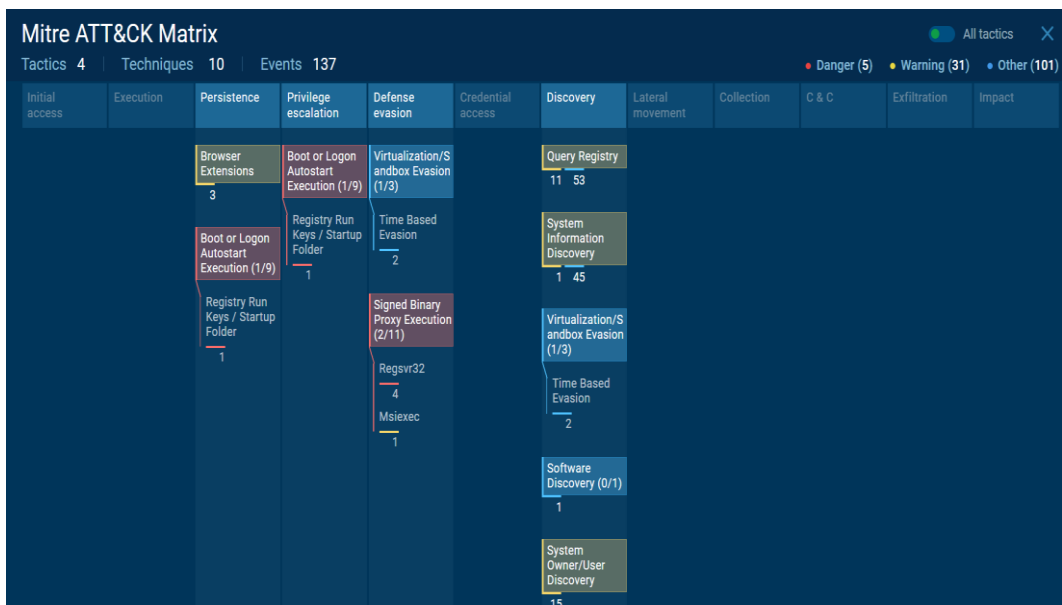 Mitre ATT&CK Matrix
All tactics
Tactics 4
Techniques 10
Events 137
Danger (5)
Warning (31)
Other (101)
Initial
access
Execution
Persistence
Privilege
escalation
Defense
evasion
Credential
access
Discovery
Lateral
movement
Collection
C & C
Exfiltration
Impact
Browser
Extensions
3
Boot or Logon
Autostart
Execution (1/9)
Registry Run
Keys / Startup
Folder
1
Boot or Logon
Autostart
Execution (1/9)
Registry Run
Keys / Startup
Folder
1
Virtualization/S
andbox Evasion
(1/3)
Time Based
Evasion
2
Signed Binary
Proxy Execution
(2/11)
Regsvr32
4
Msiexec
1
Query Registry
11 53
System
Information
Discovery
1 45
Virtualization/S
andbox Evasion
(1/3)
Time Based
Evasion
2
Software
Discovery (0/1)
1
System
Owner/User
Discovery
15